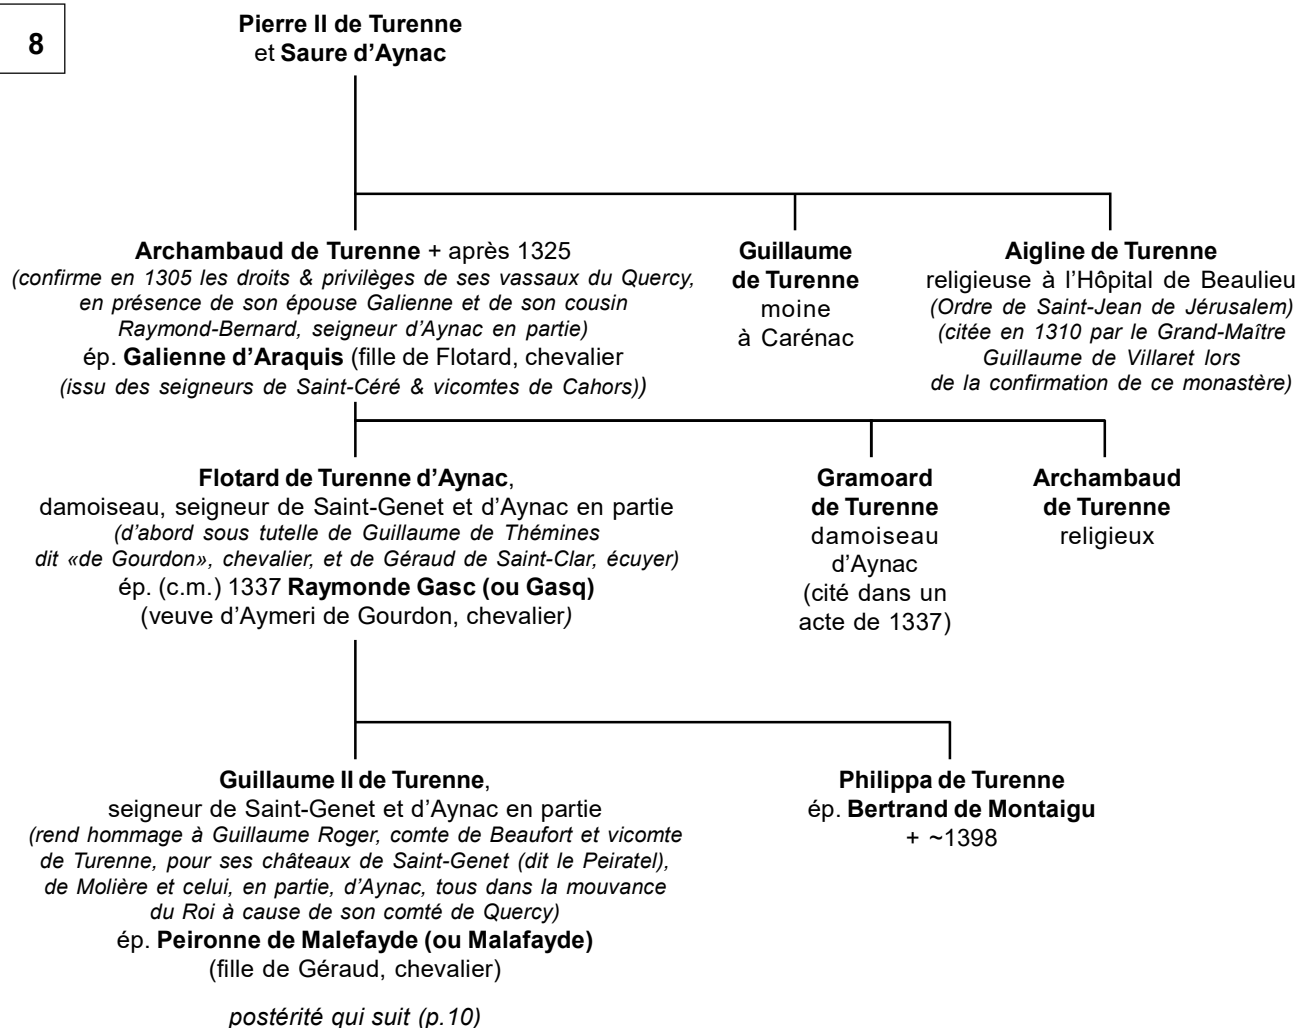 8
Pierre II de Turenne
et Saure d’Aynac
Archambaud de Turenne + après 1325
(confirme en 1305 les droits & privilèges de ses vassaux du Quercy,
en présence de son épouse Galienne et de son cousin
Raymond-Bernard, seigneur d’Aynac en partie)
ép. Galienne d’Araquis (fille de Flotard, chevalier
(issu des seigneurs de Saint-Céré & vicomtes de Cahors))
Guillaume
de Turenne
moine
à Carénac
Aigline de Turenne
religieuse à l’Hôpital de Beaulieu
(Ordre de Saint-Jean de Jérusalem)
(citée en 1310 par le Grand-Maître
Guillaume de Villaret lors
de la confirmation de ce monastère)
Flotard de Turenne d’Aynac,
damoiseau, seigneur de Saint-Genet et d’Aynac en partie
(d’abord sous tutelle de Guillaume de Thémines
dit «de Gourdon», chevalier, et de Géraud de Saint-Clar, écuyer)
ép. (c.m.) 1337 Raymonde Gasc (ou Gasq)
(veuve d’Aymeri de Gourdon, chevalier)
Gramoard
de Turenne
damoiseau
d’Aynac
(cité dans un
acte de 1337)
Archambaud
de Turenne
religieux
Guillaume II de Turenne,
seigneur de Saint-Genet et d’Aynac en partie
(rend hommage à Guillaume Roger, comte de Beaufort et vicomte
de Turenne, pour ses châteaux de Saint-Genet (dit le Peiratel),
de Molière et celui, en partie, d’Aynac, tous dans la mouvance
du Roi à cause de son comté de Quercy)
ép. Peironne de Malefayde (ou Malafayde)
(fille de Géraud, chevalier)
postérité qui suit (p.10)
Philippa de Turenne
ép. Bertrand de Montaigu
+ ~1398